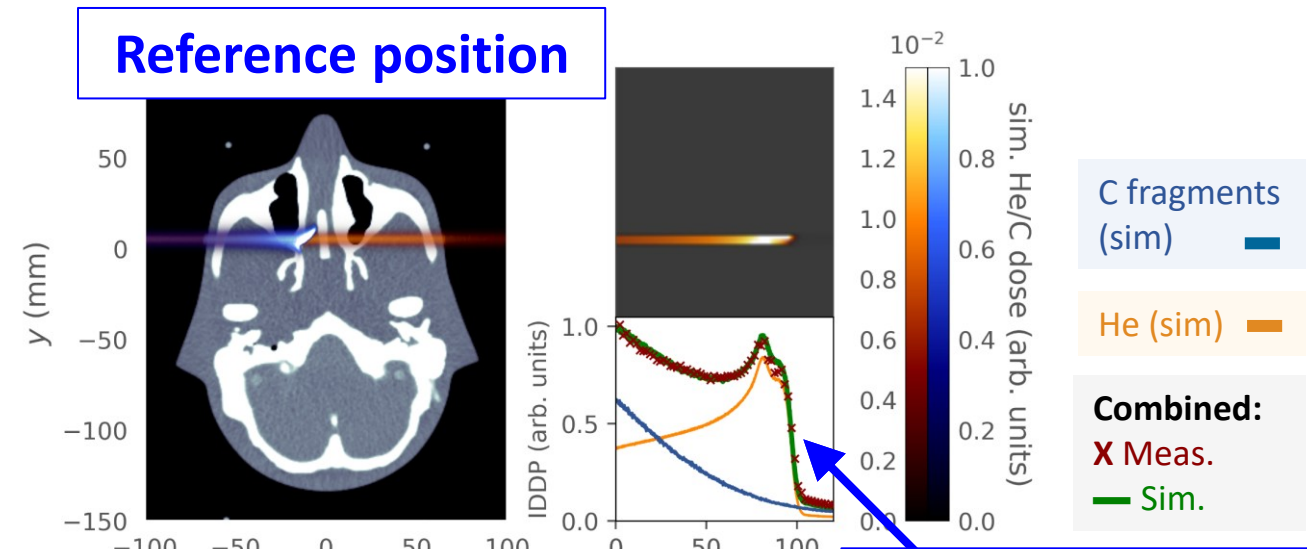 Reference position
50
0
−50
−100
−150
y (mm)
−100 −50 0 50 100
1.0
0.5
0.0
IDDP (arb. units)
0 50 100
10⁻²
1.4
1.2
1.0
0.8
0.6
0.4
0.2
1.0
0.8
0.6
0.4
0.2
0.0
sim. He/C dose (arb. units)
C fragments
(sim)
He (sim)
Combined:
X Meas.
Sim.